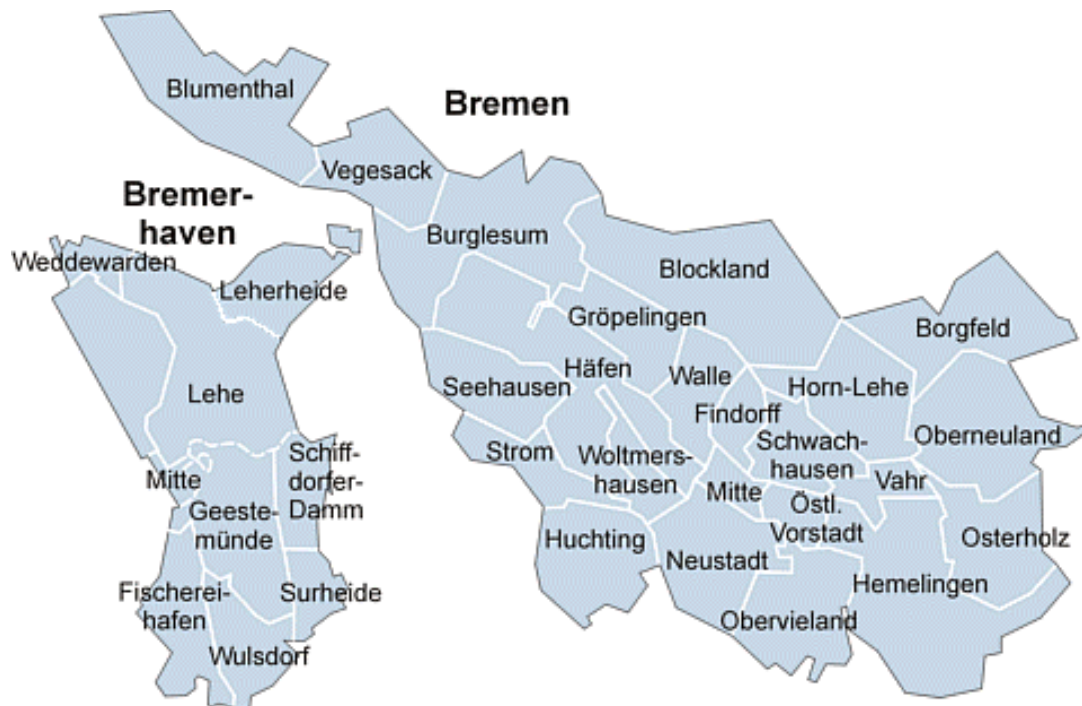 Blumenthal
Bremen
Vegesack
Bremer-
haven
Burglesum
Weddewarden
Leherheide
Blockland
Gröpelingen
Borgfeld
Häfen
Seehausen
Walle
Horn-Lehe
Lehe
Findorff
Oberneuland
Strom
Schwach-
hausen
Woltmers-
hausen
Schiff-
dorfer-
Damm
Mitte
Mitte
Vahr
Östl.
Vorstadt
Geeste-
münde
Huchting
Neustadt
Osterholz
Hemelingen
Fischerei-
hafen
Surheide
Obervieland
Wulsdorf